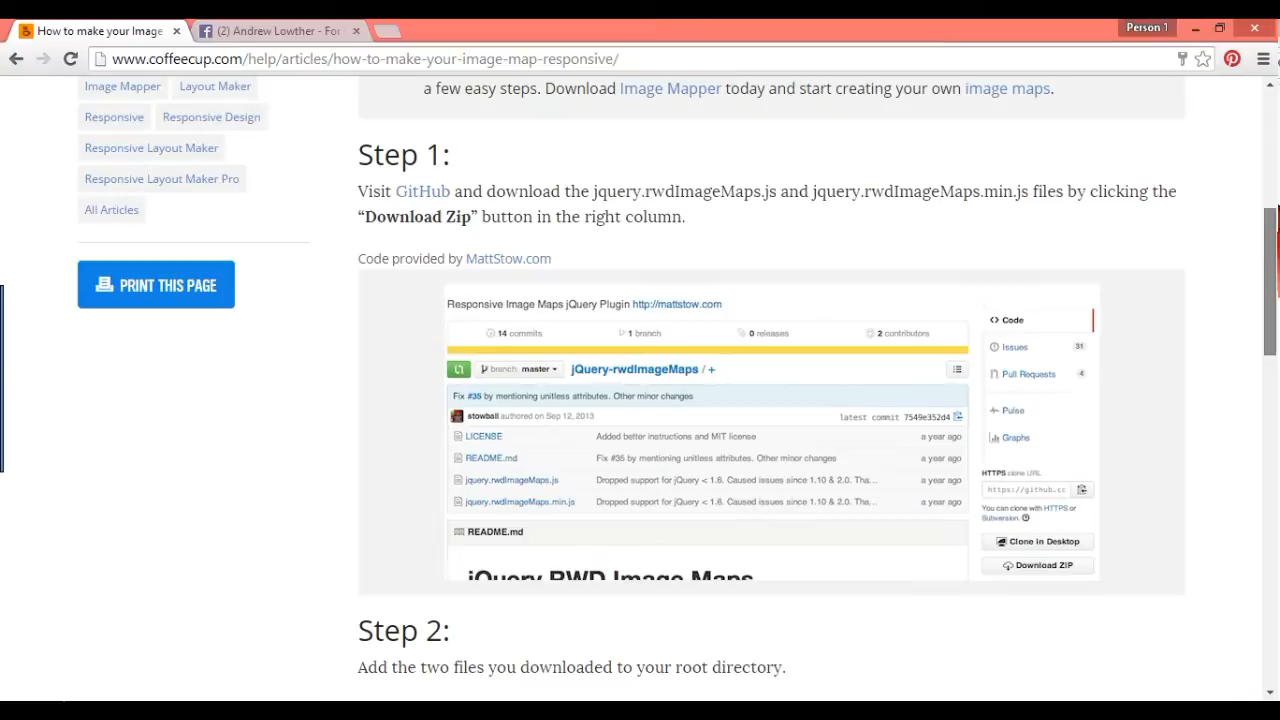 How to make your Image
(2) Andrew Lowther - For
Person 1
www.coffeecup.com/help/articles/how-to-make-your-image-map-responsive/
Image Mapper
Layout Maker
Responsive
Responsive Design
Responsive Layout Maker
Responsive Layout Maker Pro
All Articles
PRINT THIS PAGE
a few easy steps. Download Image Mapper today and start creating your own image maps.
Step 1:
Visit GitHub and download the jquery.rwdImageMaps.js and jquery.rwdImageMaps.min.js files by clicking the
“Download Zip” button in the right column.
Code provided by MattStow.com
Responsive Image Maps jQuery Plugin http://mattstow.com
14 commits
1 branch
0 releases
2 contributors
branch: master
jQuery-rwdImageMaps / +
Fix #35 by mentioning unitless attributes. Other minor changes
stowball authored on Sep 12, 2013
latest commit 7549e352d4
LICENSE
Added better instructions and MIT license
a year ago
README.md
Fix #35 by mentioning unitless attributes. Other minor changes
a year ago
jquery.rwdImageMaps.js
Dropped support for jQuery < 1.6. Caused issues since 1.10 & 2.0. Tha...
a year ago
jquery.rwdImageMaps.min.js
Dropped support for jQuery < 1.6. Caused issues since 1.10 & 2.0. Tha...
a year ago
README.md
jQuery RWD Image Maps
<> Code
Issues
31
Pull Requests
4
Pulse
Graphs
HTTPS clone URL
https://github.cc
You can clone with HTTPS or
Subversion.
Clone in Desktop
Download ZIP
Step 2:
Add the two files you downloaded to your root directory.